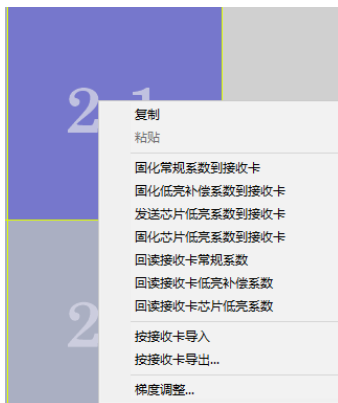 2-1
复制
粘贴
固化常规系数到接收卡
固化低亮补偿系数到接收卡
发送芯片低亮系数到接收卡
固化芯片低亮系数到接收卡
回读接收卡常规系数
回读接收卡低亮补偿系数
回读接收卡芯片低亮系数
2
按接收卡导入
按接收卡导出...
梯度调整...